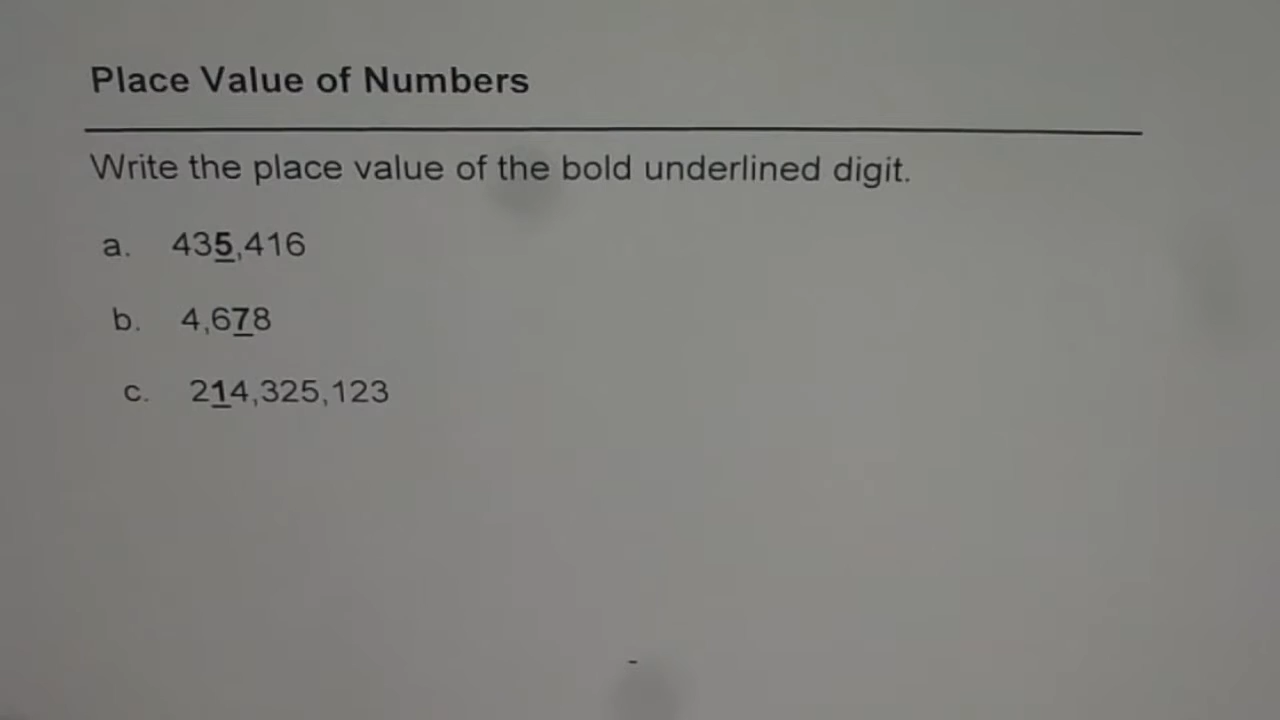 Place Value of Numbers
Write the place value of the bold underlined digit.
a. 435,416
b. 4,678
c. 214,325,123